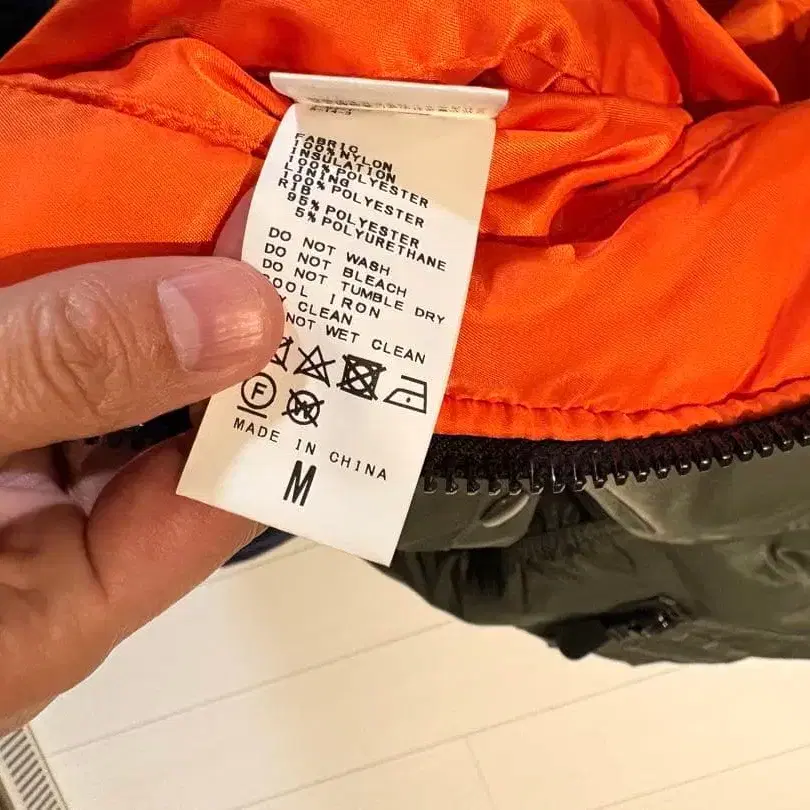 FABRIC
100% NYLON
INSULATION
100% POLYESTER
LINING
100% POLYESTER
RIB
95% POLYESTER
5% POLYURETHANE
DO NOT WASH
DO NOT BLEACH
DO NOT TUMBLE DRY
OOL IRON
Y CLEAN
NOT WET CLEAN
F
W
MADE IN CHINA
M